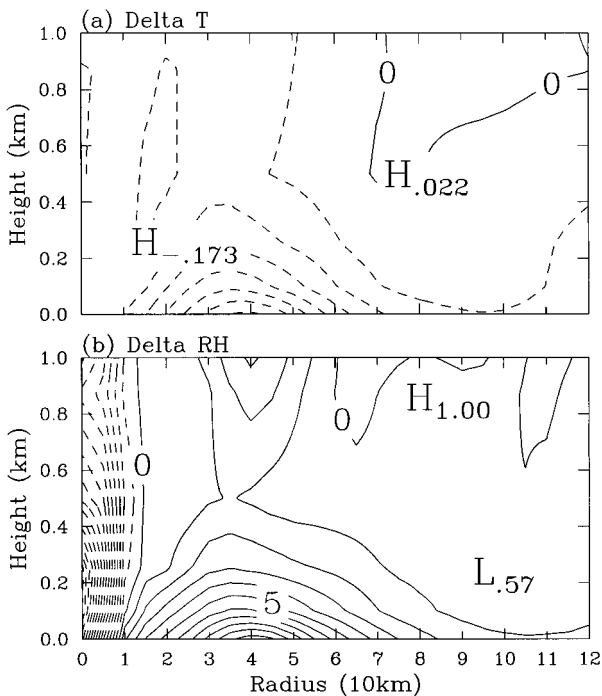 (a) Delta T
1.0
0.8
0.6
0.4
0.2
0.0
Height (km)
0
0
H.022
H-.173
(b) Delta RH
1.0
0.8
0.6
0.4
0.2
0.0
Height (km)
0
0
H1.00
L.57
5
0 1 2 3 4 5 6 7 8 9 10 11 12
Radius (10km)